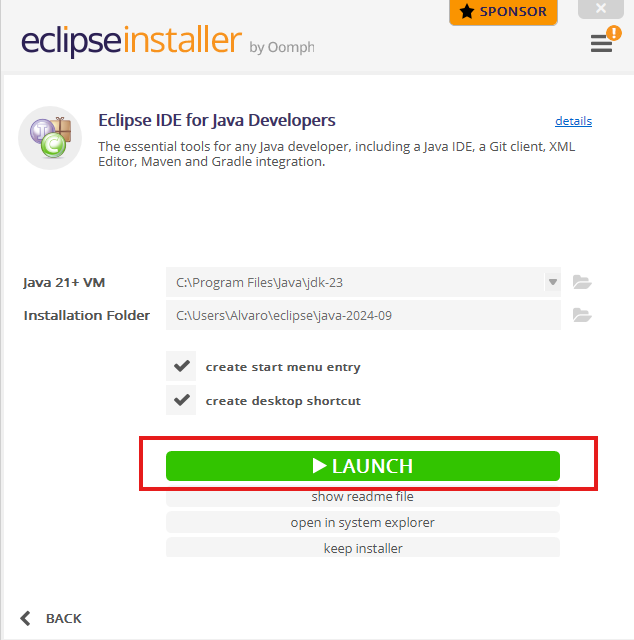 SPONSOR
eclipseinstaller by Oomph
Eclipse IDE for Java Developers
details
The essential tools for any Java developer, including a Java IDE, a Git client, XML
Editor, Maven and Gradle integration.
Java 21+ VM
C:\Program Files\Java\jdk-23
Installation Folder
C:\Users\Alvaro\eclipse\java-2024-09
create start menu entry
create desktop shortcut
LAUNCH
show readme file
open in system explorer
keep installer
BACK